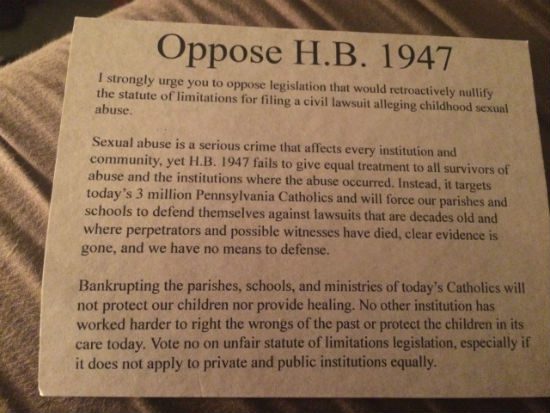 Oppose H.B. 1947
I strongly urge you to oppose legislation that would retroactively nullify
the statute of limitations for filing a civil lawsuit alleging childhood sexual
abuse.
Sexual abuse is a serious crime that affects every institution and
community, yet H.B. 1947 fails to give equal treatment to all survivors of
abuse and the institutions where the abuse occurred. Instead, it targets
today's 3 million Pennsylvania Catholics and will force our parishes and
schools to defend themselves against lawsuits that are decades old and
where perpetrators and possible witnesses have died, clear evidence is
gone, and we have no means to defense.
Bankrupting the parishes, schools, and ministries of today's Catholics will
not protect our children nor provide healing. No other institution has
worked harder to right the wrongs of the past or protect the children in its
care today. Vote no on unfair statute of limitations legislation, especially if
it does not apply to private and public institutions equally.